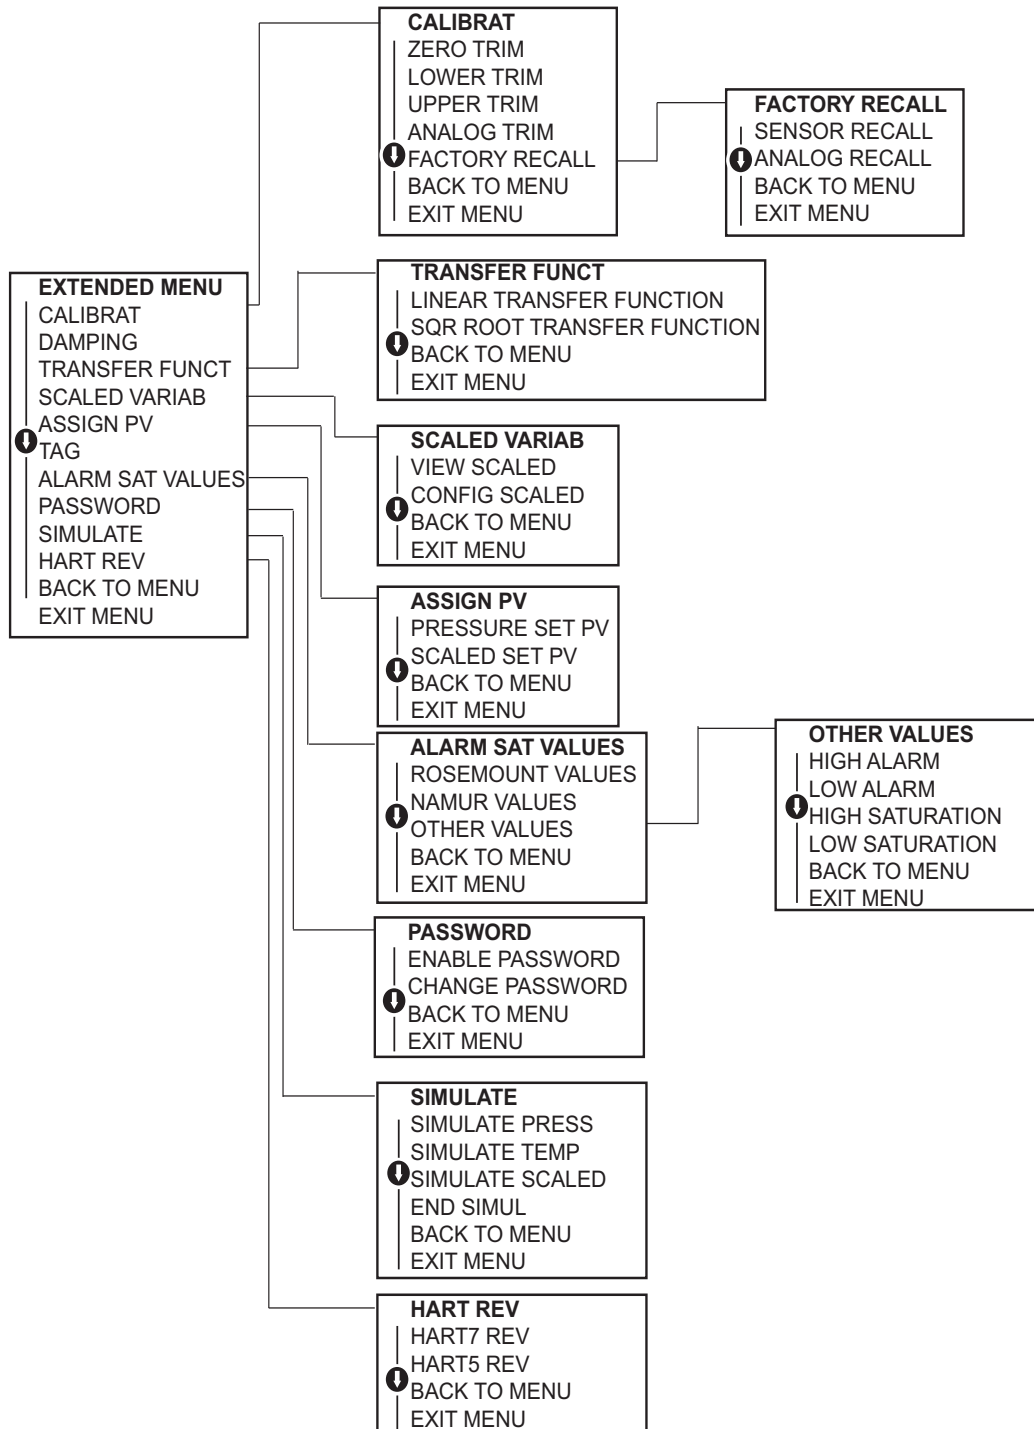 CALIBRAT
ZERO TRIM
LOWER TRIM
UPPER TRIM
ANALOG TRIM
FACTORY RECALL
BACK TO MENU
EXIT MENU
FACTORY RECALL
SENSOR RECALL
ANALOG RECALL
BACK TO MENU
EXIT MENU
EXTENDED MENU
CALIBRAT
DAMPING
TRANSFER FUNCT
SCALED VARIAB
ASSIGN PV
TAG
ALARM SAT VALUES
PASSWORD
SIMULATE
HART REV
BACK TO MENU
EXIT MENU
TRANSFER FUNCT
LINEAR TRANSFER FUNCTION
SQR ROOT TRANSFER FUNCTION
BACK TO MENU
EXIT MENU
SCALED VARIAB
VIEW SCALED
CONFIG SCALED
BACK TO MENU
EXIT MENU
ASSIGN PV
PRESSURE SET PV
SCALED SET PV
BACK TO MENU
EXIT MENU
ALARM SAT VALUES
ROSEMOUNT VALUES
NAMUR VALUES
OTHER VALUES
BACK TO MENU
EXIT MENU
OTHER VALUES
HIGH ALARM
LOW ALARM
HIGH SATURATION
LOW SATURATION
BACK TO MENU
EXIT MENU
PASSWORD
ENABLE PASSWORD
CHANGE PASSWORD
BACK TO MENU
EXIT MENU
SIMULATE
SIMULATE PRESS
SIMULATE TEMP
SIMULATE SCALED
END SIMUL
BACK TO MENU
EXIT MENU
HART REV
HART7 REV
HART5 REV
BACK TO MENU
EXIT MENU